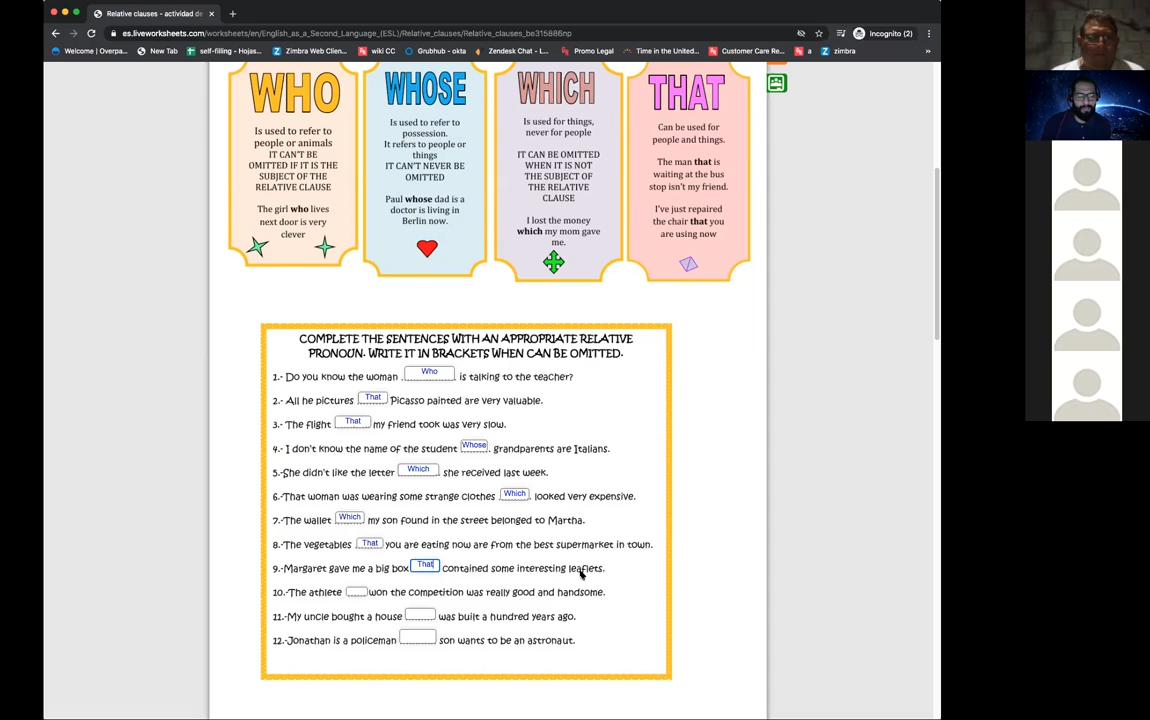 Relative clauses - actividad de
es.liveworksheets.com/worksheets/en/English_as_a_Second_Language_(ESL)/Relative_clauses/Relative_clauses_be315886np
Incognito (2)
Welcome | Overpa...
New Tab
self-filling - Hojas...
Zimbra Web Clien...
wiki CC
Grubhub - okta
Zendesk Chat - L...
Promo Legal
Time in the United...
Customer Care Re...
a
zimbra
»
WHO
Is used to refer to
people or animals
IT CAN'T BE
OMITTED IF IT IS THE
SUBJECT OF THE
RELATIVE CLAUSE
The girl who lives
next door is very
clever
WHOSE
Is used to refer to
possession.
It refers to people or
things
IT CAN'T NEVER BE
OMITTED
Paul whose dad is a
doctor is living in
Berlin now.
WHICH
Is used for things,
never for people
IT CAN BE OMITTED
WHEN IT IS NOT
THE SUBJECT OF
THE RELATIVE
CLAUSE
I lost the money
which my mom gave
me.
THAT
Can be used for
people and things.
The man that is
waiting at the bus
stop isn't my friend.
I've just repaired
the chair that you
are using now
COMPLETE THE SENTENCES WITH AN APPROPRIATE RELATIVE
PRONOUN. WRITE IT IN BRACKETS WHEN CAN BE OMITTED.
1.- Do you know the woman Who is talking to the teacher?
2.- All he pictures That Picasso painted are very valuable.
3.- The flight That my friend took was very slow.
4.- I don't know the name of the student Whose grandparents are Italians.
5.-She didn't like the letter Which she received last week.
6.-That woman was wearing some strange clothes Which looked very expensive.
7.-The wallet Which my son found in the street belonged to Martha.
8.-The vegetables That you are eating now are from the best supermarket in town.
9.-Margaret gave me a big box That contained some interesting leaflets.
10.-The athlete won the competition was really good and handsome.
11.-My uncle bought a house was built a hundred years ago.
12.-Jonathan is a policeman son wants to be an astronaut.